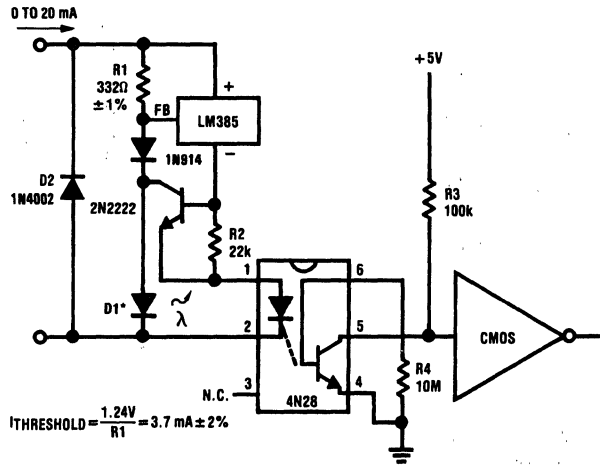 0 TO 20 mA
+5V
R1
332Ω
±1%
FB
+
LM385
−
1N914
D2
1N4002
2N2222
R3
100k
R2
22k
1
6
D1*
λ
2
5
CMOS
3
N.C.
4
4N28
R4
10M
ITHRESHOLD = 1.24V / R1 = 3.7 mA ± 2%